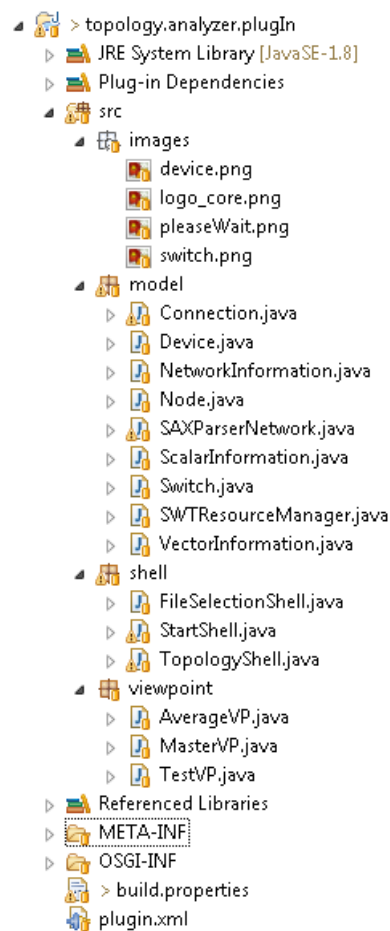 > topology.analyzer.plugIn
JRE System Library [JavaSE-1.8]
Plug-in Dependencies
src
images
device.png
logo_core.png
pleaseWait.png
switch.png
model
Connection.java
Device.java
NetworkInformation.java
Node.java
SAXParserNetwork.java
ScalarInformation.java
Switch.java
SWTResourceManager.java
VectorInformation.java
shell
FileSelectionShell.java
StartShell.java
TopologyShell.java
viewpoint
AverageVP.java
MasterVP.java
TestVP.java
Referenced Libraries
META-INF
OSGI-INF
> build.properties
plugin.xml